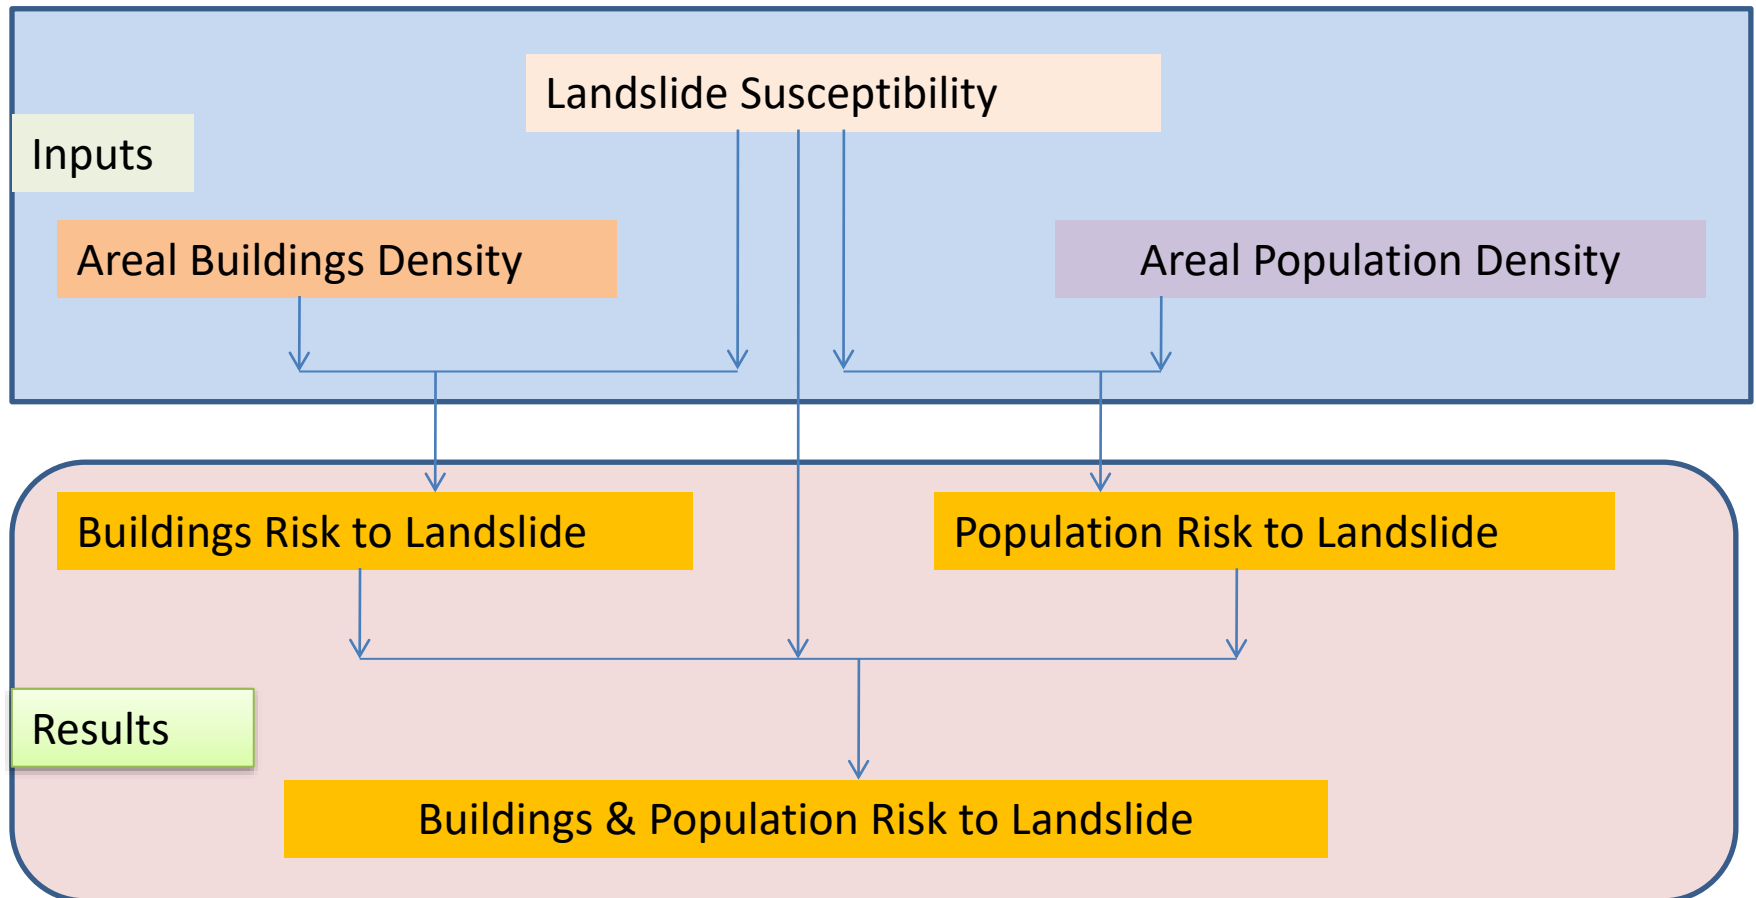 Landslide Susceptibility
Inputs
Areal Buildings Density
Areal Population Density
Buildings Risk to Landslide
Population Risk to Landslide
Results
Buildings & Population Risk to Landslide